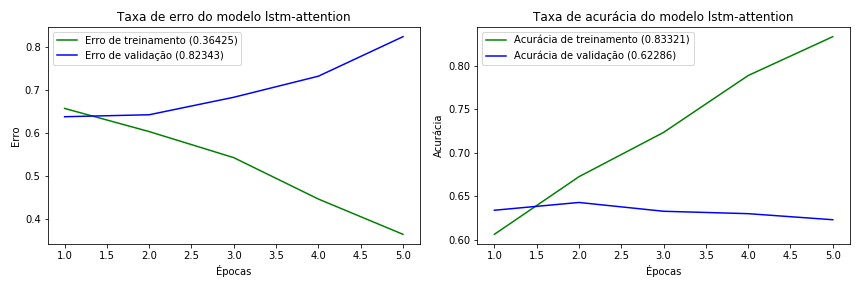 Taxa de erro do modelo lstm-attention
Erro de treinamento (0.36425)
Erro de validação (0.82343)
0.8
0.7
0.6
0.5
0.4
Erro
1.0 1.5 2.0 2.5 3.0 3.5 4.0 4.5 5.0
Épocas
Taxa de acurácia do modelo lstm-attention
Acurácia de treinamento (0.83321)
Acurácia de validação (0.62286)
0.80
0.75
0.70
0.65
0.60
Acurácia
1.0 1.5 2.0 2.5 3.0 3.5 4.0 4.5 5.0
Épocas